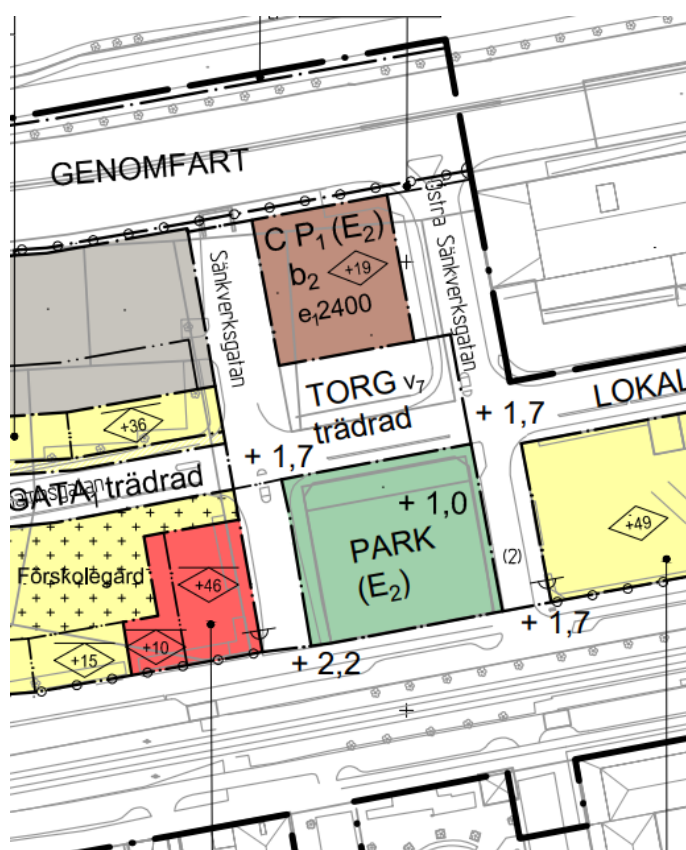 GENOMFART
C P₁ (E₂)
b₂ +19
e₁2400
Östra Sänkverksgatan
Sänkverksgatan
TORG v₇
trädrad
LOKAL
+ 1,7
+36
+ 1,7
GATA, trädrad
+ 1,0
+49
PARK
(E₂)
(2)
Förskolegård
+46
+ 1,7
+10
+15
+ 2,2